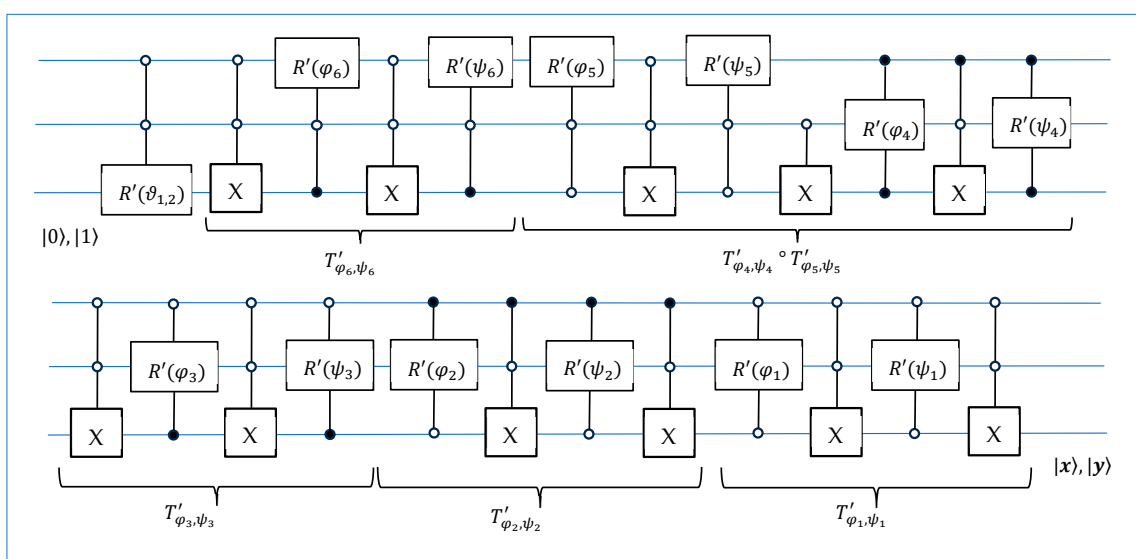 R′(φ₆) R′(ψ₆) R′(φ₅) R′(ψ₅)
R′(φ₄) R′(ψ₄)
R′(ϑ₁,₂) X X X X X
|0⟩, |1⟩
T′φ₆,ψ₆ T′φ₄,ψ₄ ∘ T′φ₅,ψ₅
R′(φ₃) R′(ψ₃) R′(φ₂) R′(ψ₂) R′(φ₁) R′(ψ₁)
X X X X X X
|x⟩, |y⟩
T′φ₃,ψ₃ T′φ₂,ψ₂ T′φ₁,ψ₁